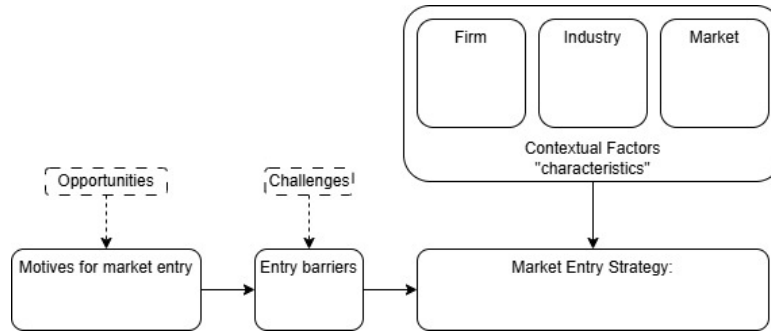 Firm
Industry
Market
Contextual Factors
"characteristics"
Opportunities
Challenges
Motives for market entry
Entry barriers
Market Entry Strategy: